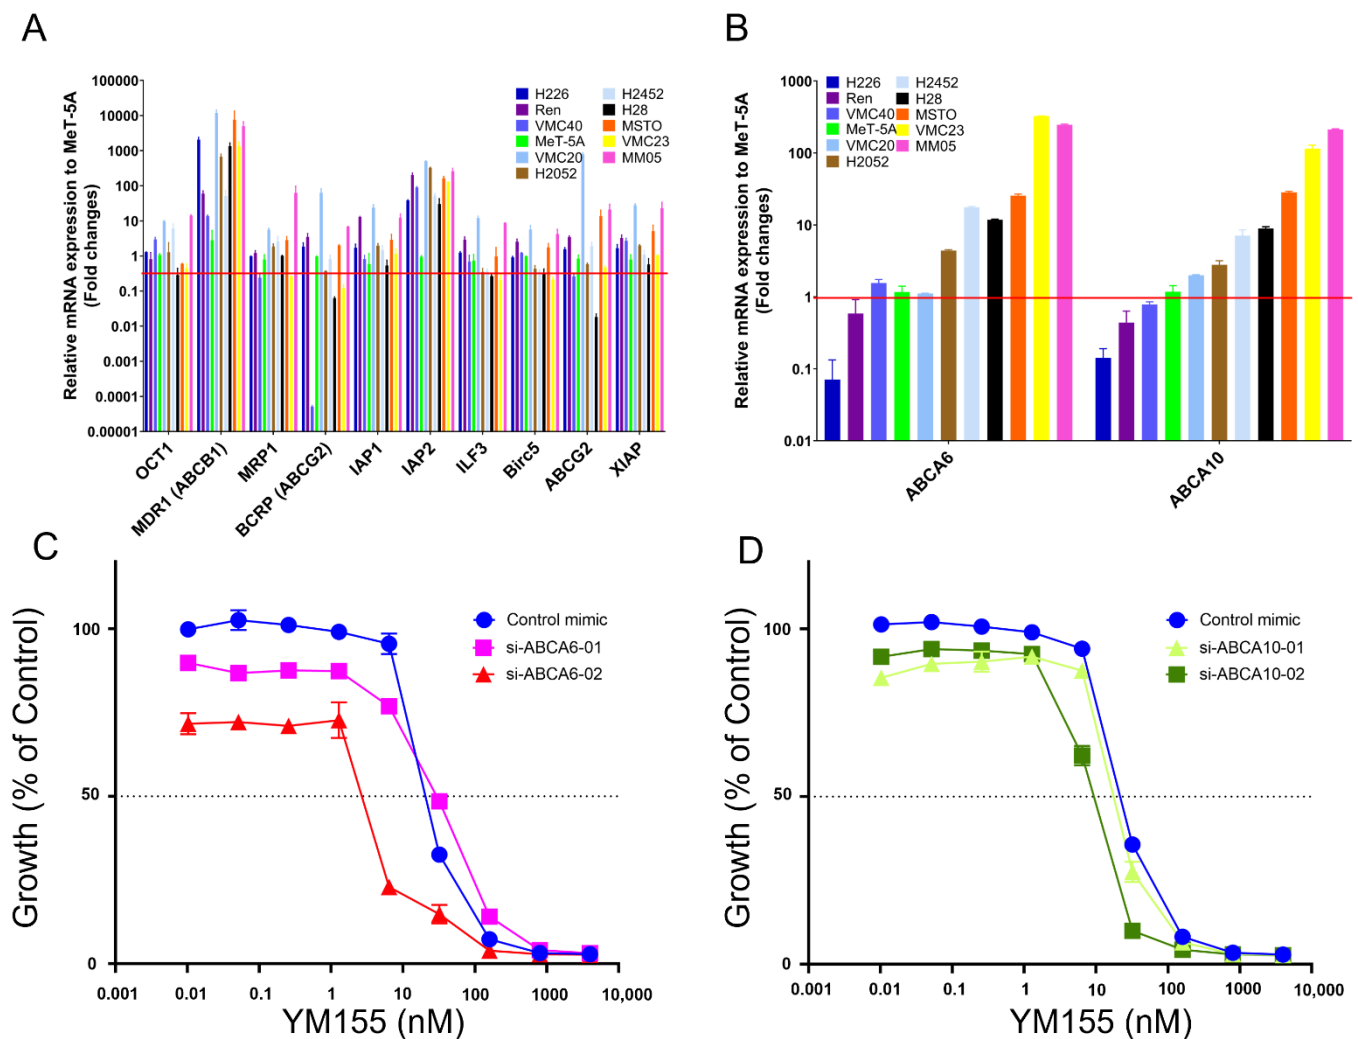 A
Relative mRNA expression to MeT-5A
(Fold changes)
100000
10000
1000
100
10
1
0.1
0.01
0.001
0.0001
0.00001
H226
Ren
VMC40
MeT-5A
VMC20
H2052
H2452
H28
MSTO
VMC23
MM05
OCT1
MDR1 (ABCB1)
MRP1
BCRP (ABCG2)
IAP1
IAP2
ILF3
Birc5
ABCG2
XIAP
B
Relative mRNA expression to MeT-5A
(Fold changes)
1000
100
10
1
0.1
0.01
H226
Ren
VMC40
MeT-5A
VMC20
H2052
H2452
H28
MSTO
VMC23
MM05
ABCA6
ABCA10
C
Growth (% of Control)
100
50
0
Control mimic
si-ABCA6-01
si-ABCA6-02
0.001 0.01 0.1 1 10 100 1000 10,000
YM155 (nM)
D
Growth (% of Control)
100
50
0
Control mimic
si-ABCA10-01
si-ABCA10-02
0.001 0.01 0.1 1 10 100 1000 10,000
YM155 (nM)